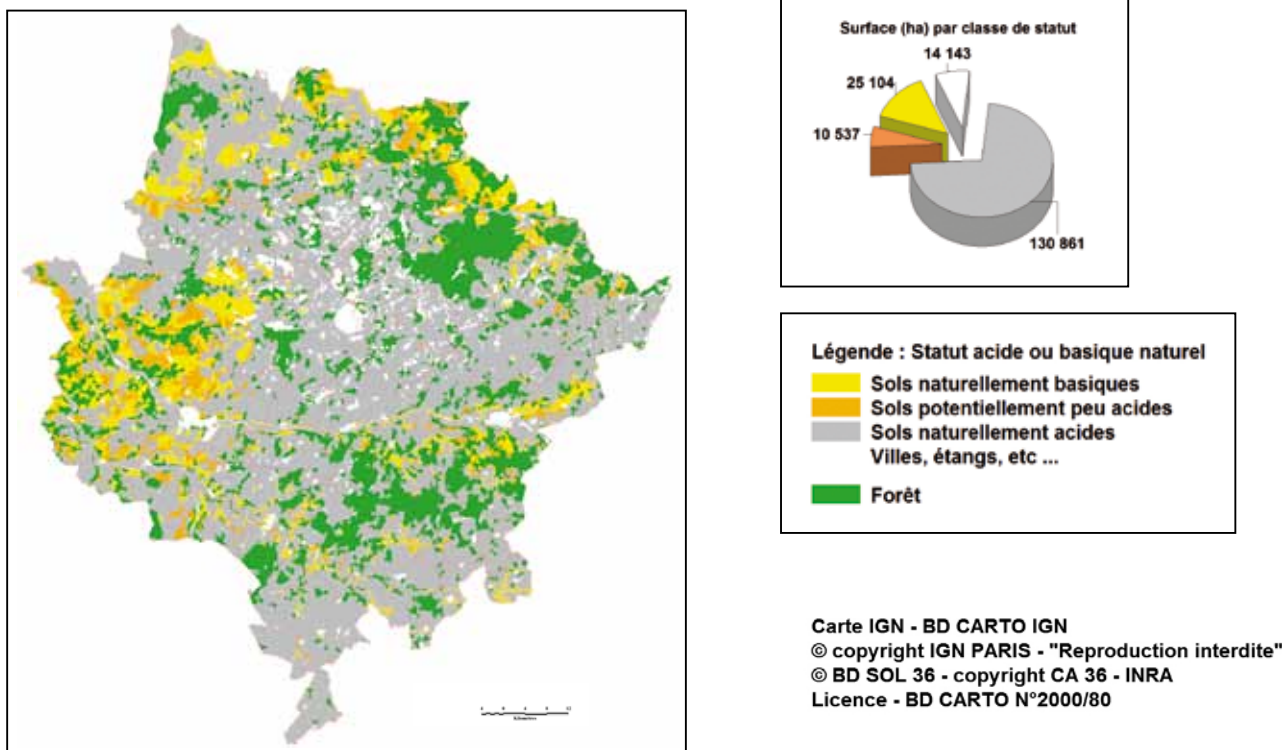 Surface (ha) par classe de statut
14 143
25 104
10 537
130 861
Légende : Statut acide ou basique naturel
Sols naturellement basiques
Sols potentiellement peu acides
Sols naturellement acides
Villes, étangs, etc ...
Forêt
Carte IGN - BD CARTO IGN
© copyright IGN PARIS - "Reproduction interdite"
© BD SOL 36 - copyright CA 36 - INRA
Licence - BD CARTO N°2000/80